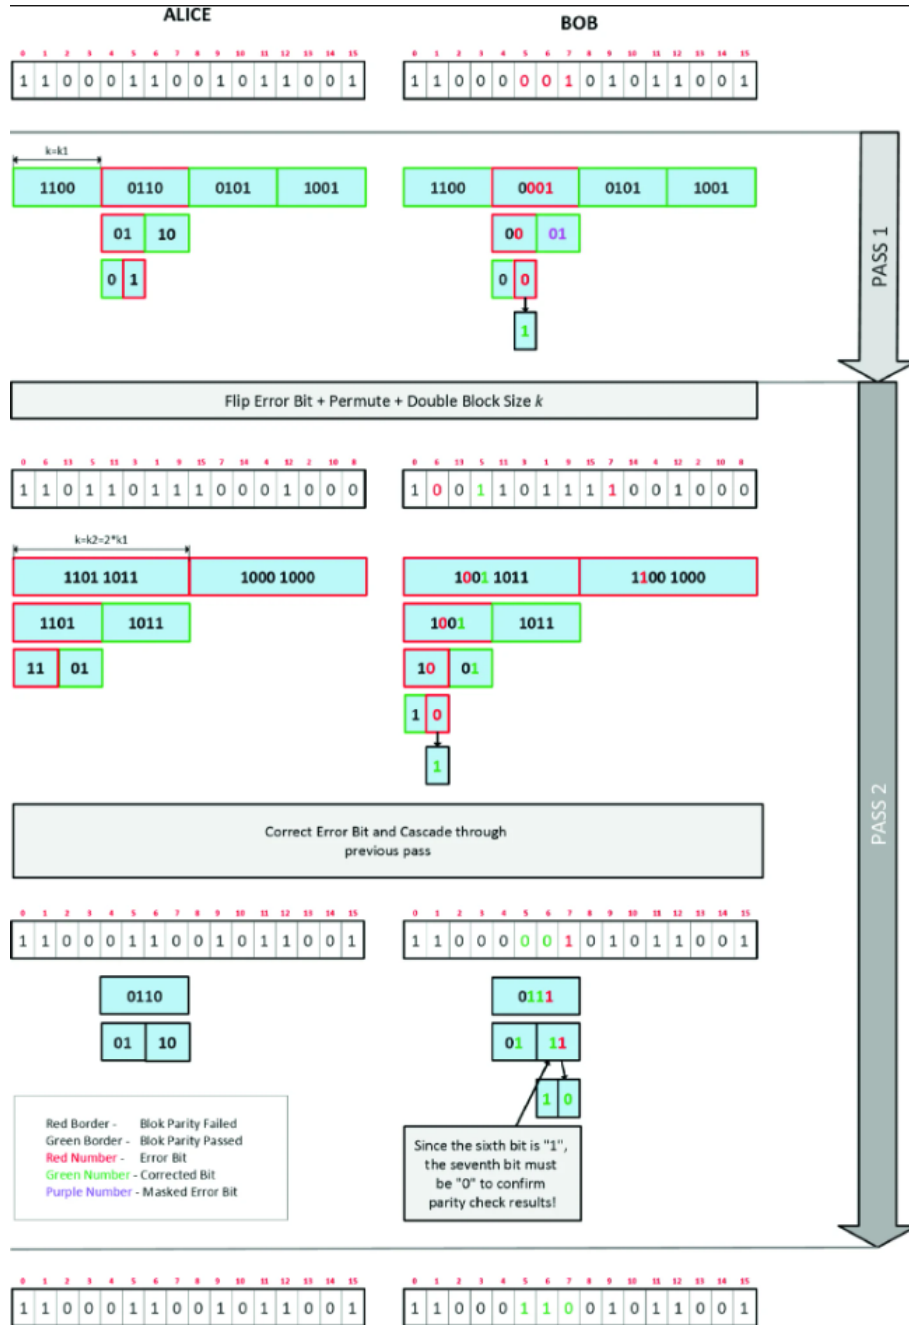 ALICE BOB
0 1 2 3 4 5 6 7 8 9 10 11 12 13 14 15 0 1 2 3 4 5 6 7 8 9 10 11 12 13 14 15
1 1 0 0 0 1 1 0 0 1 0 1 1 0 0 1 1 1 0 0 0 0 0 1 0 1 0 1 1 0 0 1
k=k1
1100 0110 0101 1001 1100 0001 0101 1001
01 10 00 01
0 1 0 0
1
PASS 1
Flip Error Bit + Permute + Double Block Size k
0 6 13 5 11 3 1 9 15 7 14 4 12 2 10 8 0 6 13 5 11 3 1 9 15 7 14 4 12 2 10 8
1 1 0 1 1 0 1 1 1 0 0 0 1 0 0 0 1 0 0 1 1 0 1 1 1 1 0 0 1 0 0 0
k=k2=2*k1
1101 1011 1000 1000 1001 1011 1100 1000
1101 1011 1001 1011
11 01 10 01
1 0
1
Correct Error Bit and Cascade through
previous pass
PASS 2
0 1 2 3 4 5 6 7 8 9 10 11 12 13 14 15 0 1 2 3 4 5 6 7 8 9 10 11 12 13 14 15
1 1 0 0 0 1 1 0 0 1 0 1 1 0 0 1 1 1 0 0 0 0 0 1 0 1 0 1 1 0 0 1
0110 0111
01 10 01 11
1 0
Red Border - Blok Parity Failed
Green Border - Blok Parity Passed
Red Number - Error Bit
Green Number - Corrected Bit
Purple Number - Masked Error Bit
Since the sixth bit is "1",
the seventh bit must
be "0" to confirm
parity check results!
0 1 2 3 4 5 6 7 8 9 10 11 12 13 14 15 0 1 2 3 4 5 6 7 8 9 10 11 12 13 14 15
1 1 0 0 0 1 1 0 0 1 0 1 1 0 0 1 1 1 0 0 0 1 1 0 0 1 0 1 1 0 0 1